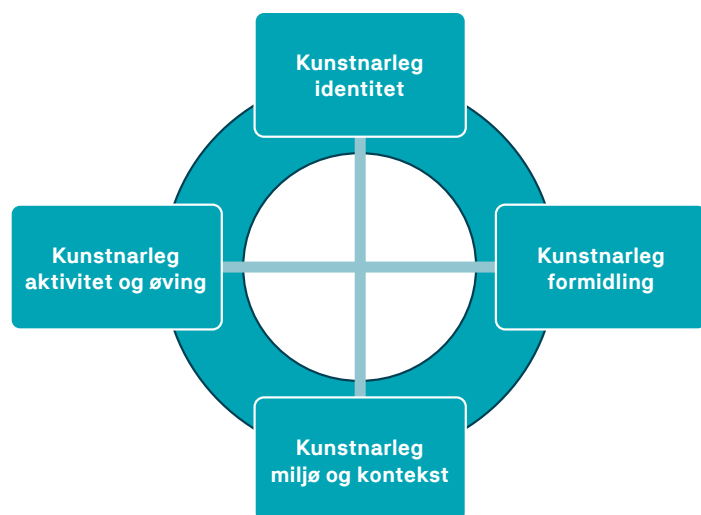 Kunstnarleg
identitet
Kunstnarleg
aktivitet og øving
Kunstnarleg
formidling
Kunstnarleg
miljø og kontekst